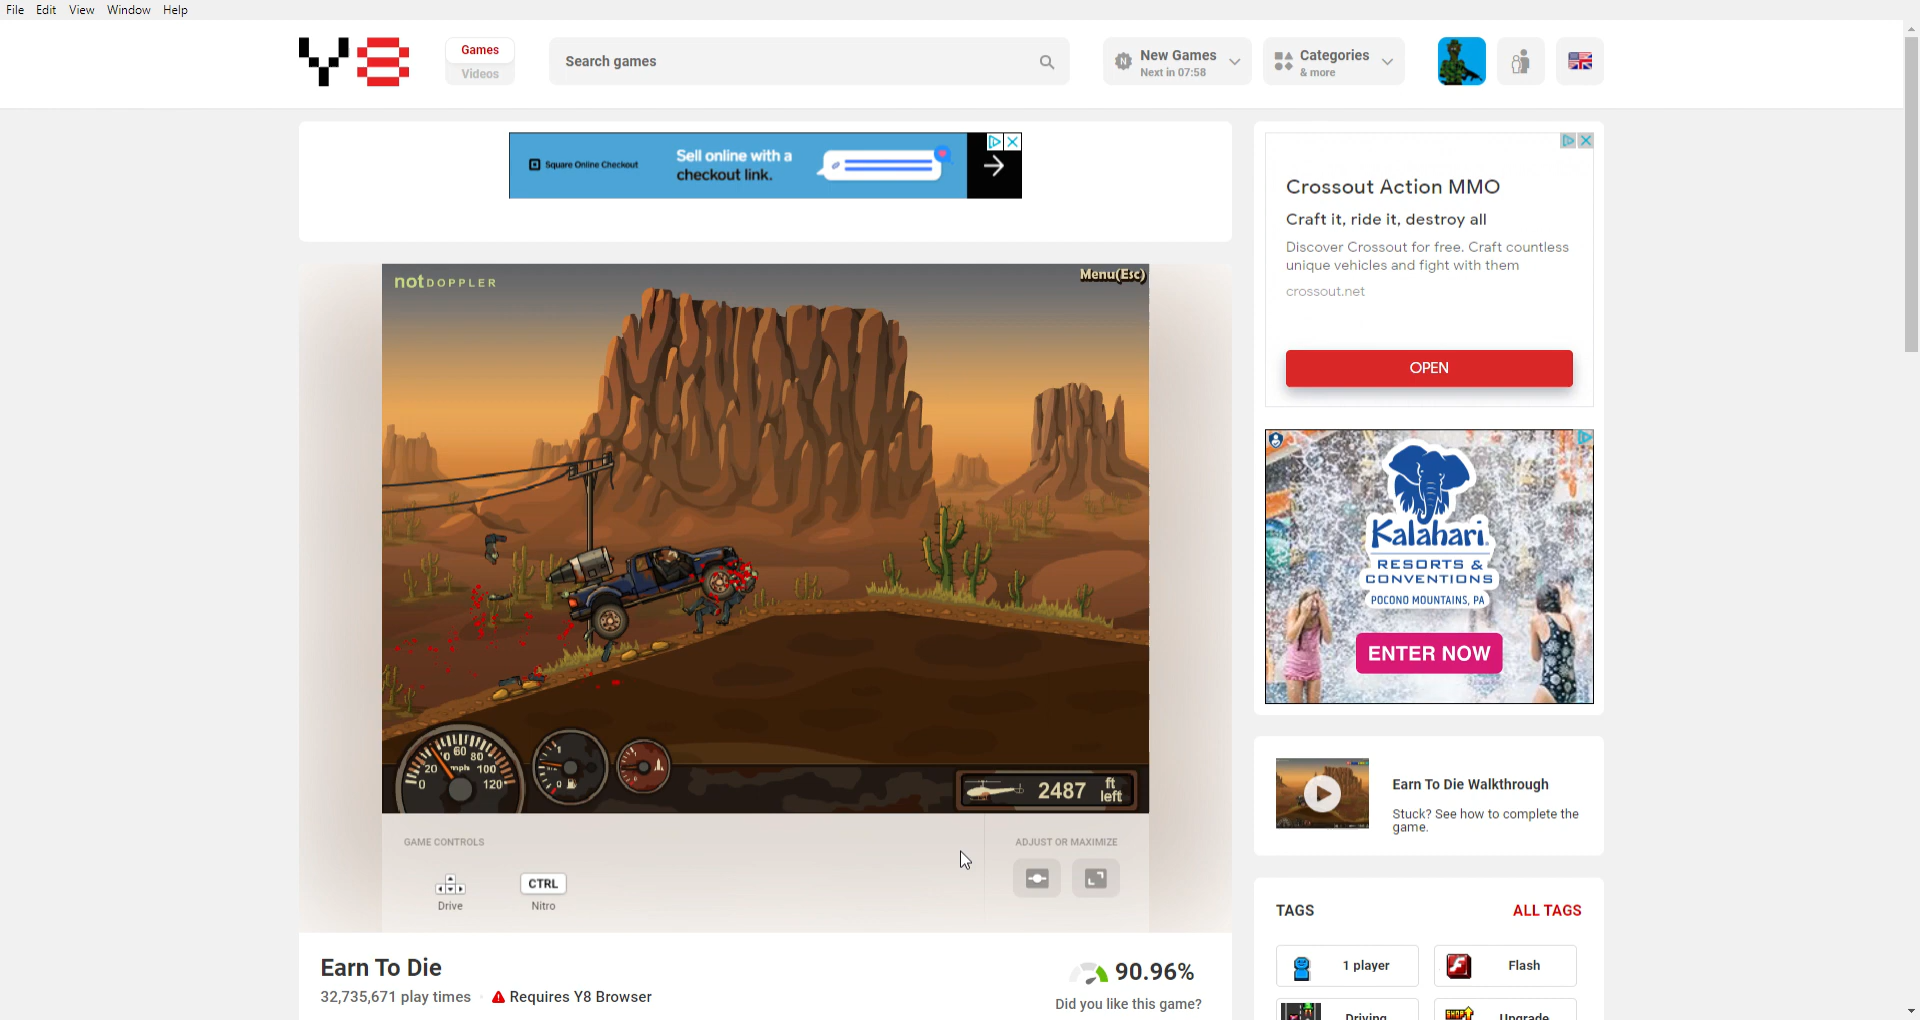 File Edit View Window Help
Y8
Games
Videos
Search games
New Games
Next in 07:58
Categories
& more
Square Online Checkout
Sell online with a
checkout link.
Crossout Action MMO
Craft it, ride it, destroy all
Discover Crossout for free. Craft countless
unique vehicles and fight with them
crossout.net
OPEN
notDOPPLER
Menu(Esc)
Kalahari.
RESORTS &
CONVENTIONS
POCONO MOUNTAINS, PA
ENTER NOW
0 20 60 80 100 120
mph
2487 ft left
Earn To Die Walkthrough
Stuck? See how to complete the
game.
GAME CONTROLS
ADJUST OR MAXIMIZE
CTRL
Drive
Nitro
TAGS
ALL TAGS
1 player
Flash
Driving
Upgrade
Earn To Die
32,735,671 play times
Requires Y8 Browser
90.96%
Did you like this game?